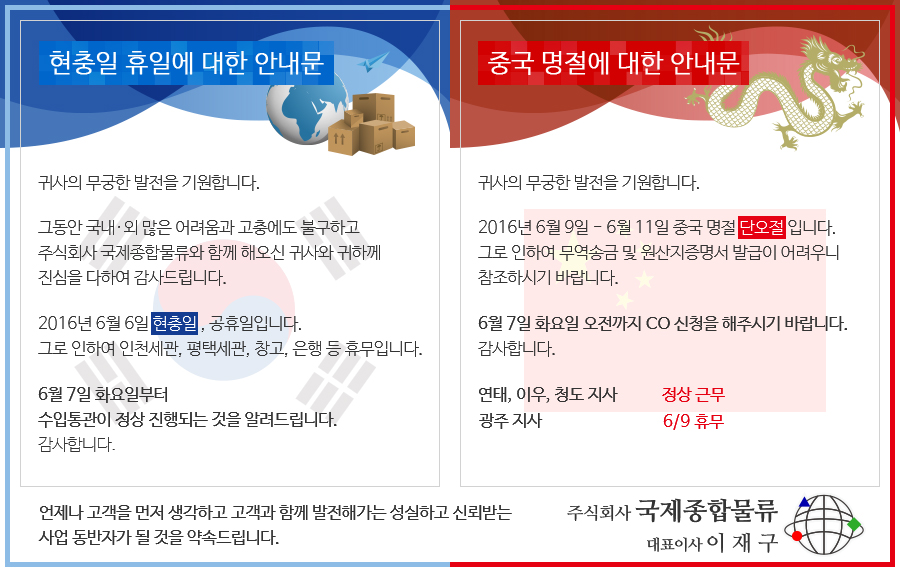 현충일 휴일에 대한 안내문
귀사의 무궁한 발전을 기원합니다.
그동안 국내·외 많은 어려움과 고충에도 불구하고
주식회사 국제종합물류와 함께 해오신 귀사와 귀하께
진심을 다하여 감사드립니다.
2016년 6월 6일 현충일 , 공휴일입니다.
그로 인하여 인천세관, 평택세관, 창고, 은행 등 휴무입니다.
6월 7일 화요일부터
수입통관이 정상 진행되는 것을 알려드립니다.
감사합니다.
중국 명절에 대한 안내문
귀사의 무궁한 발전을 기원합니다.
2016년 6월 9일 - 6월 11일 중국 명절 단오절 입니다.
그로 인하여 무역송금 및 원산지증명서 발급이 어려우니
참조하시기 바랍니다.
6월 7일 화요일 오전까지 CO 신청을 해주시기 바랍니다.
감사합니다.
연태, 이우, 청도 지사 정상 근무
광주 지사 6/9 휴무
언제나 고객을 먼저 생각하고 고객과 함께 발전해가는 성실하고 신뢰받는
사업 동반자가 될 것을 약속드립니다.
주식회사 국제종합물류
대표이사 이 재 구